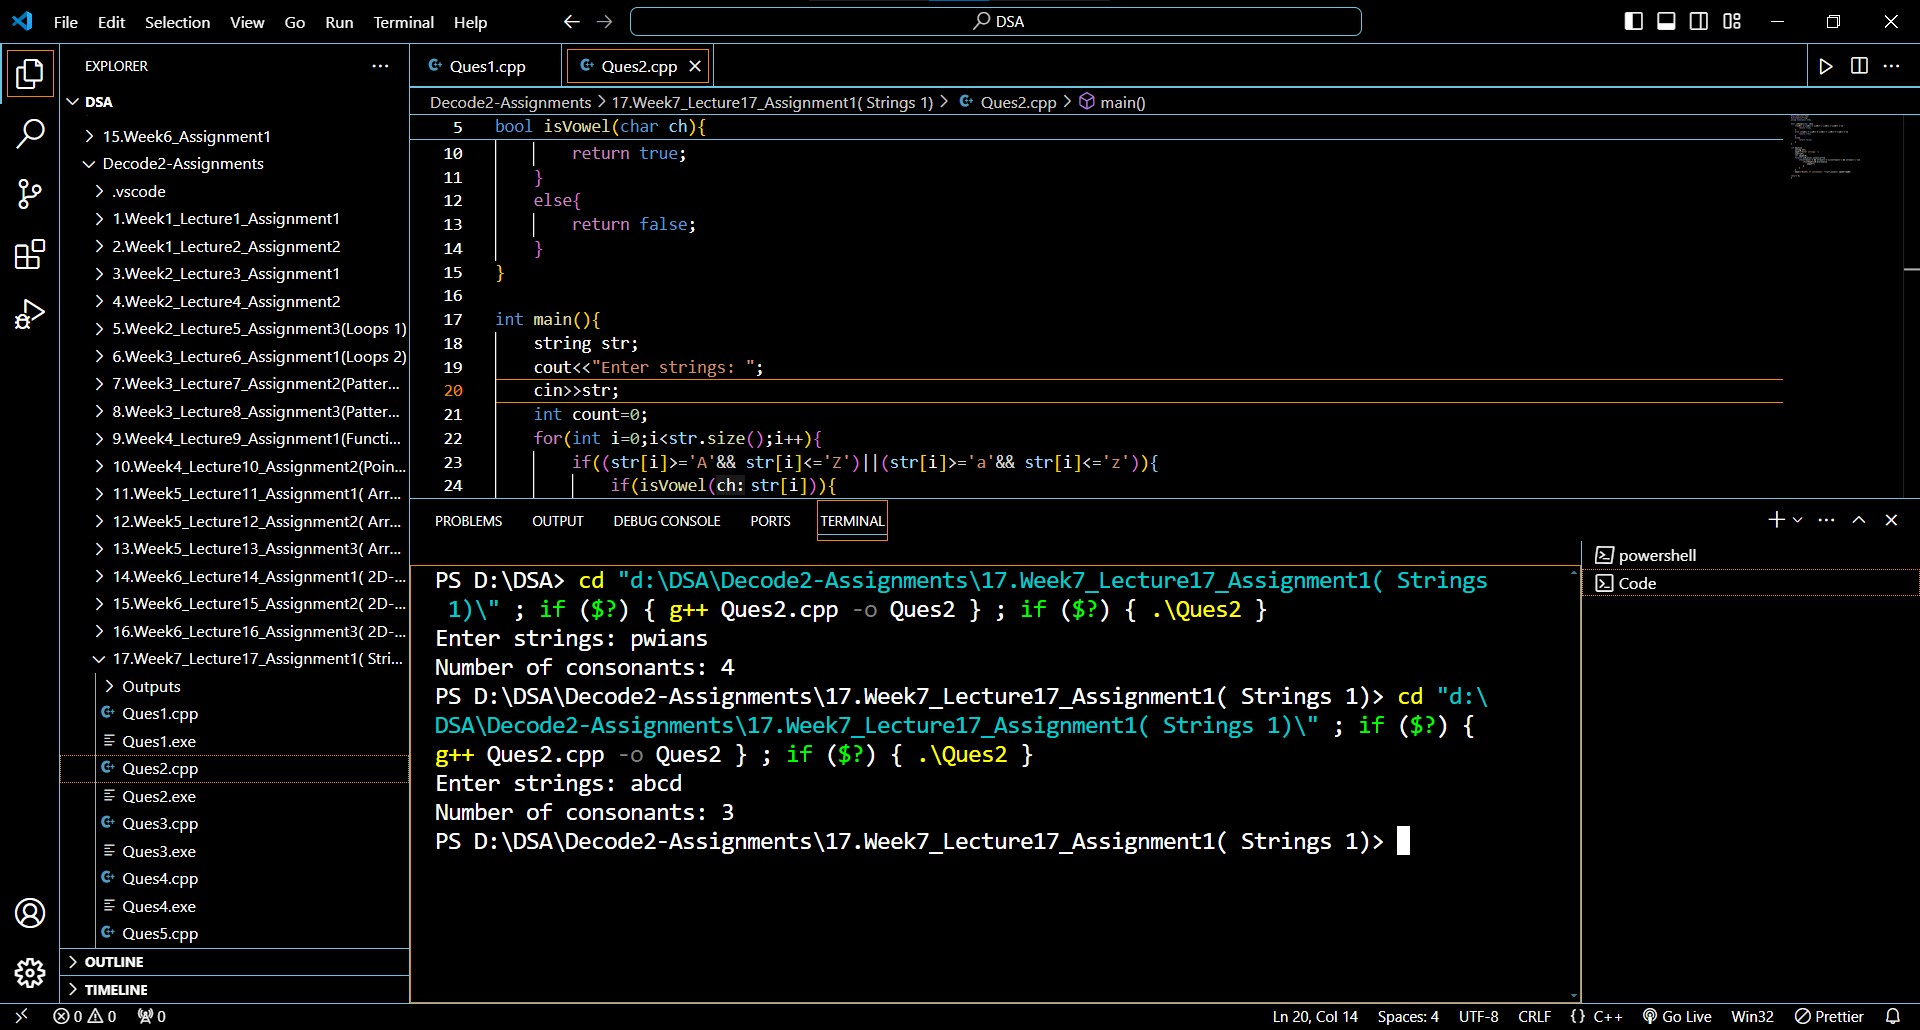 File Edit Selection View Go Run Terminal Help
DSA
EXPLORER
DSA
15.Week6_Assignment1
Decode2-Assignments
.vscode
1.Week1_Lecture1_Assignment1
2.Week1_Lecture2_Assignment2
3.Week2_Lecture3_Assignment1
4.Week2_Lecture4_Assignment2
5.Week2_Lecture5_Assignment3(Loops 1)
6.Week3_Lecture6_Assignment1(Loops 2)
7.Week3_Lecture7_Assignment2(Patter...
8.Week3_Lecture8_Assignment3(Patter...
9.Week4_Lecture9_Assignment1(Functi...
10.Week4_Lecture10_Assignment2(Poin...
11.Week5_Lecture11_Assignment1( Arr...
12.Week5_Lecture12_Assignment2( Arr...
13.Week5_Lecture13_Assignment3( Arr...
14.Week6_Lecture14_Assignment1( 2D-...
15.Week6_Lecture15_Assignment2( 2D-...
16.Week6_Lecture16_Assignment3( 2D-...
17.Week7_Lecture17_Assignment1( Stri...
Outputs
Ques1.cpp
Ques1.exe
Ques2.cpp
Ques2.exe
Ques3.cpp
Ques3.exe
Ques4.cpp
Ques4.exe
Ques5.cpp
OUTLINE
TIMELINE
Ques1.cpp Ques2.cpp
Decode2-Assignments > 17.Week7_Lecture17_Assignment1( Strings 1) > Ques2.cpp > main()
5 bool isVowel(char ch){
10 return true;
11 }
12 else{
13 return false;
14 }
15 }
16
17 int main(){
18 string str;
19 cout<<"Enter strings: ";
20 cin>>str;
21 int count=0;
22 for(int i=0;i<str.size();i++){
23 if((str[i]>='A'&& str[i]<='Z')||(str[i]>='a'&& str[i]<='z')){
24 if(isVowel(ch: str[i])){
PROBLEMS OUTPUT DEBUG CONSOLE PORTS TERMINAL
PS D:\DSA> cd "d:\DSA\Decode2-Assignments\17.Week7_Lecture17_Assignment1( Strings
1)\" ; if ($?) { g++ Ques2.cpp -o Ques2 } ; if ($?) { .\Ques2 }
Enter strings: pwians
Number of consonants: 4
PS D:\DSA\Decode2-Assignments\17.Week7_Lecture17_Assignment1( Strings 1)> cd "d:\
DSA\Decode2-Assignments\17.Week7_Lecture17_Assignment1( Strings 1)\" ; if ($?) {
g++ Ques2.cpp -o Ques2 } ; if ($?) { .\Ques2 }
Enter strings: abcd
Number of consonants: 3
PS D:\DSA\Decode2-Assignments\17.Week7_Lecture17_Assignment1( Strings 1)>
powershell
Code
0 0 0 Ln 20, Col 14 Spaces: 4 UTF-8 CRLF {} C++ Go Live Win32 Prettier